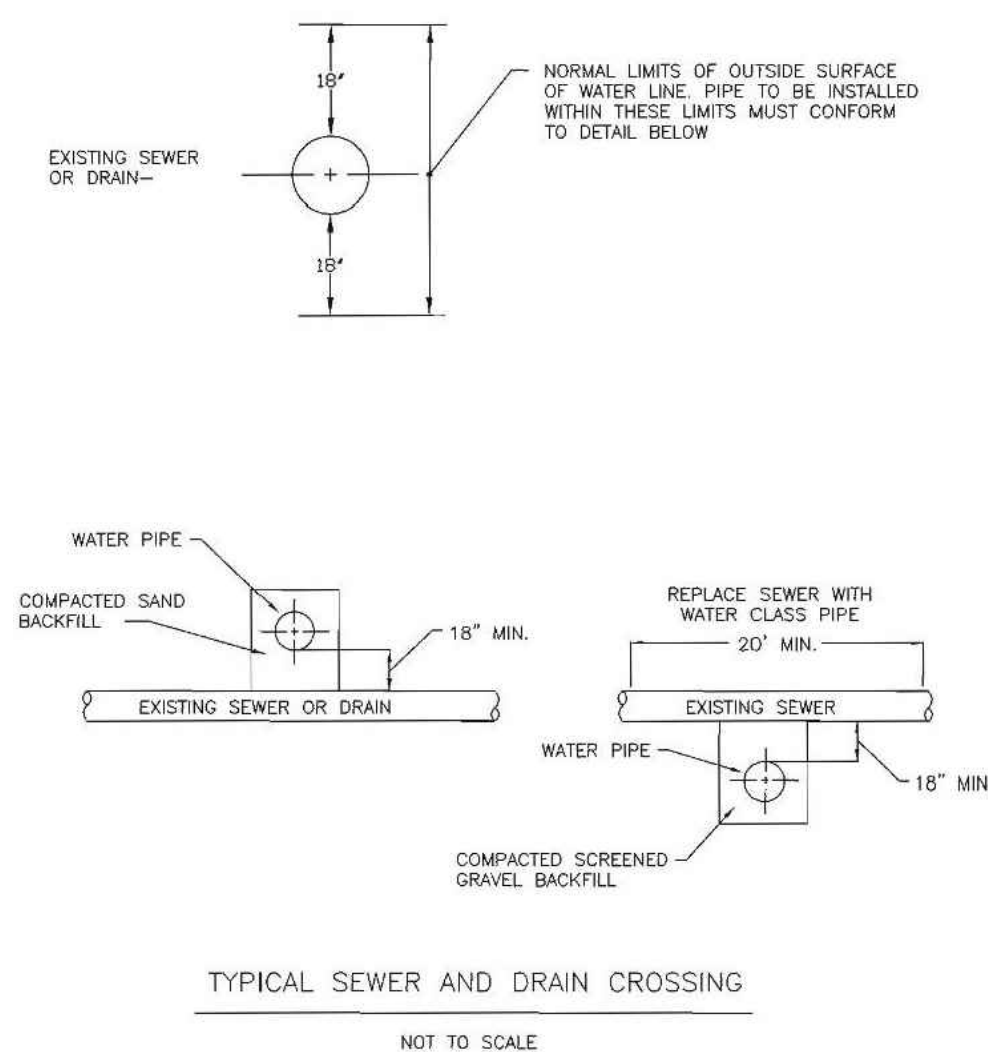 18"
NORMAL LIMITS OF OUTSIDE SURFACE
OF WATER LINE. PIPE TO BE INSTALLED
WITHIN THESE LIMITS MUST CONFORM
TO DETAIL BELOW
EXISTING SEWER
OR DRAIN—
18"
WATER PIPE
COMPACTED SAND
BACKFILL
18" MIN.
EXISTING SEWER OR DRAIN
REPLACE SEWER WITH
WATER CLASS PIPE
20' MIN.
EXISTING SEWER
WATER PIPE
18" MIN
COMPACTED SCREENED
GRAVEL BACKFILL
TYPICAL SEWER AND DRAIN CROSSING
NOT TO SCALE